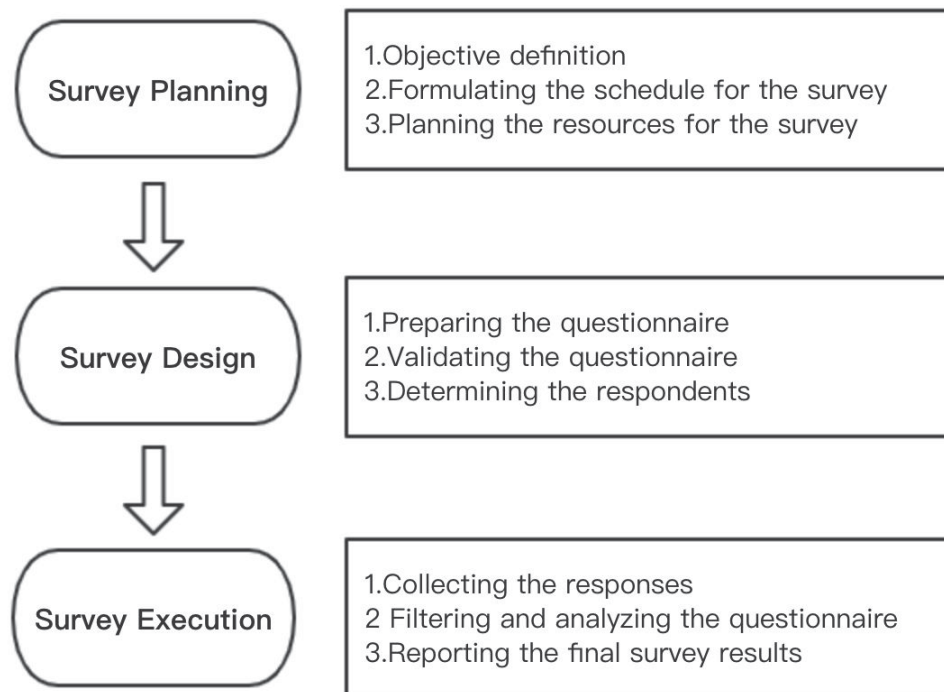 Survey Planning
1.Objective definition
2.Formulating the schedule for the survey
3.Planning the resources for the survey
Survey Design
1.Preparing the questionnaire
2.Validating the questionnaire
3.Determining the respondents
Survey Execution
1.Collecting the responses
2 Filtering and analyzing the questionnaire
3.Reporting the final survey results